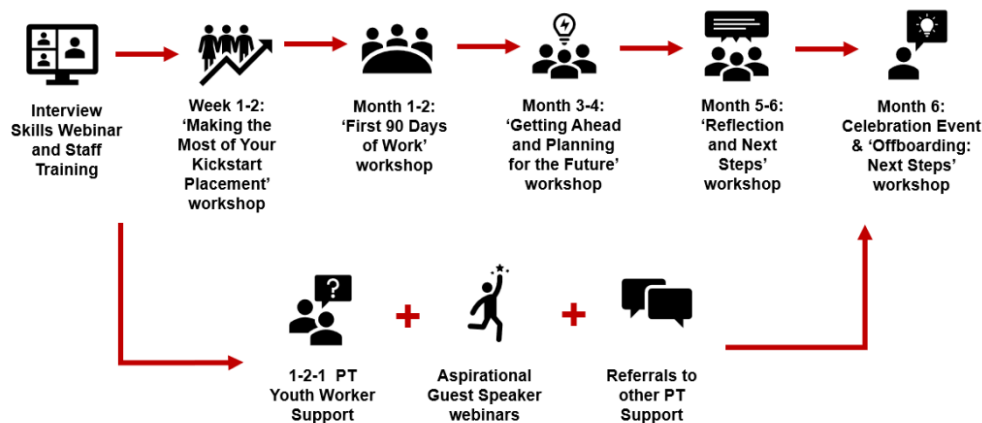 Interview
Skills Webinar
and Staff
Training
Week 1-2:
‘Making the
Most of Your
Kickstart
Placement’
workshop
Month 1-2:
‘First 90 Days
of Work’
workshop
Month 3-4:
‘Getting Ahead
and Planning
for the Future’
workshop
Month 5-6:
‘Reflection
and Next
Steps’
workshop
Month 6:
Celebration Event
& ‘Offboarding:
Next Steps’
workshop
?
+
+
1-2-1 PT
Youth Worker
Support
Aspirational
Guest Speaker
webinars
Referrals to
other PT
Support